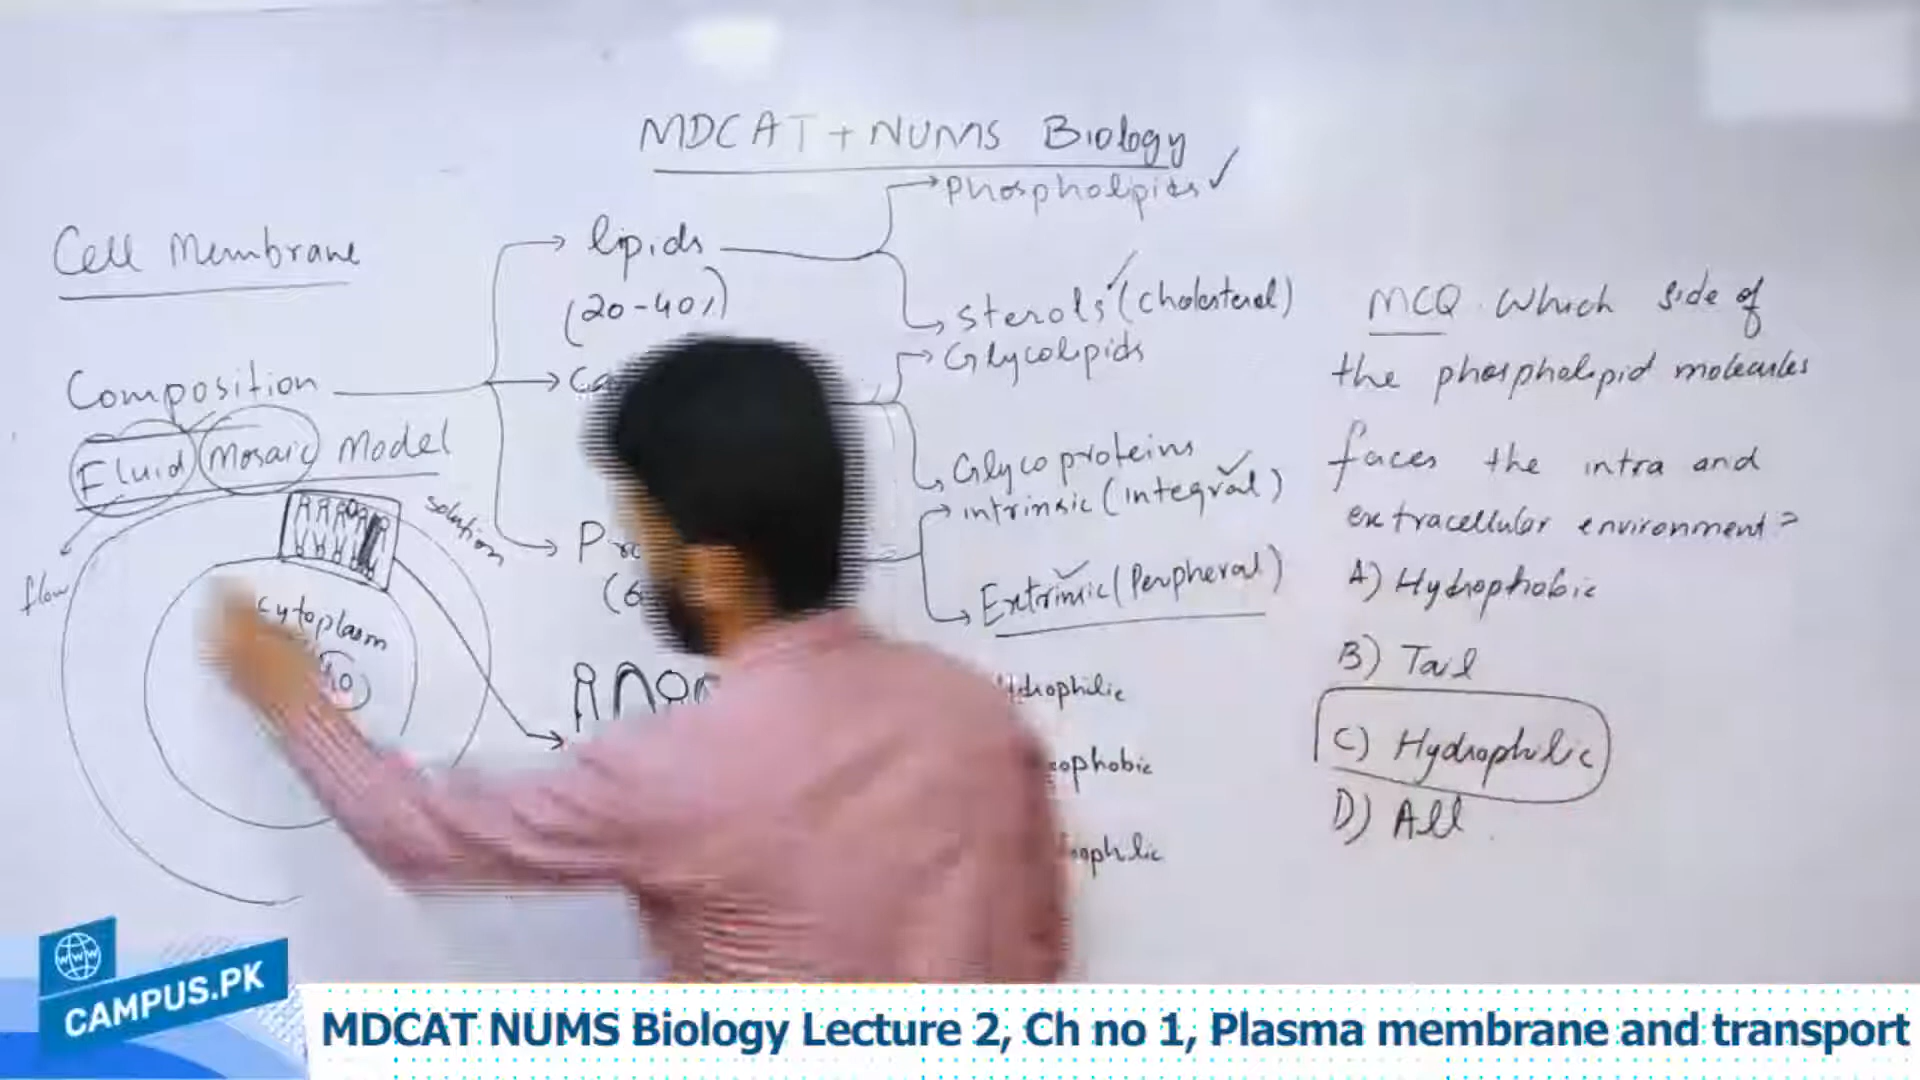 MDCAT + NUMS Biology
Cell Membrane
Composition
Fluid Mosaic Model
flow
solution
cytoplasm
lipids
(20-40%)
Phospholipids ✓
Sterols ✓ (Cholesterol)
Glycolipids
Glycoproteins
intrinsic (integral) ✓
Extrinsic (Peripheral) ✓
MCQ. Which side of
the phospholipid molecules
faces the intra and
extracellular environment?
A) Hydrophobic
B) Tail
C) Hydrophilic
D) All
www
CAMPUS.PK
MDCAT NUMS Biology Lecture 2, Ch no 1, Plasma membrane and transport